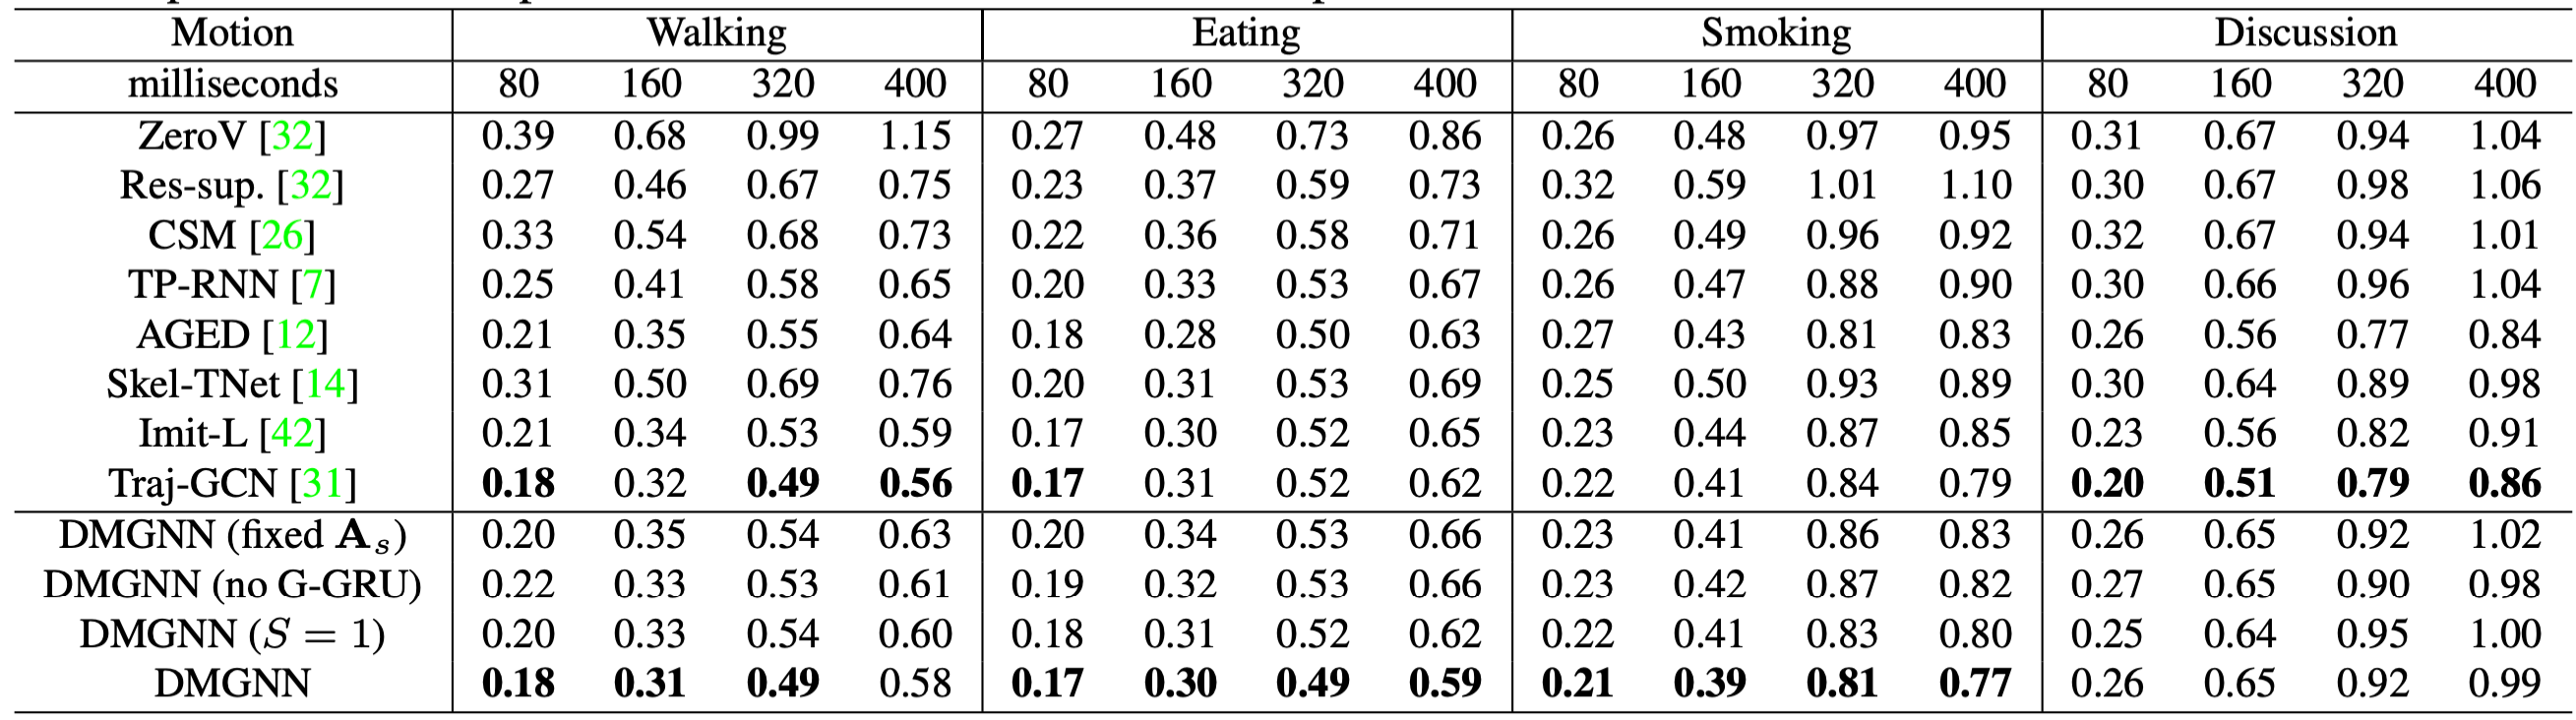 Motion Walking Eating Smoking Discussion
milliseconds 80 160 320 400 80 160 320 400 80 160 320 400 80 160 320 400
ZeroV [32] 0.39 0.68 0.99 1.15 0.27 0.48 0.73 0.86 0.26 0.48 0.97 0.95 0.31 0.67 0.94 1.04
Res-sup. [32] 0.27 0.46 0.67 0.75 0.23 0.37 0.59 0.73 0.32 0.59 1.01 1.10 0.30 0.67 0.98 1.06
CSM [26] 0.33 0.54 0.68 0.73 0.22 0.36 0.58 0.71 0.26 0.49 0.96 0.92 0.32 0.67 0.94 1.01
TP-RNN [7] 0.25 0.41 0.58 0.65 0.20 0.33 0.53 0.67 0.26 0.47 0.88 0.90 0.30 0.66 0.96 1.04
AGED [12] 0.21 0.35 0.55 0.64 0.18 0.28 0.50 0.63 0.27 0.43 0.81 0.83 0.26 0.56 0.77 0.84
Skel-TNet [14] 0.31 0.50 0.69 0.76 0.20 0.31 0.53 0.69 0.25 0.50 0.93 0.89 0.30 0.64 0.89 0.98
Imit-L [42] 0.21 0.34 0.53 0.59 0.17 0.30 0.52 0.65 0.23 0.44 0.87 0.85 0.23 0.56 0.82 0.91
Traj-GCN [31] 0.18 0.32 0.49 0.56 0.17 0.31 0.52 0.62 0.22 0.41 0.84 0.79 0.20 0.51 0.79 0.86
DMGNN (fixed A_s) 0.20 0.35 0.54 0.63 0.20 0.34 0.53 0.66 0.23 0.41 0.86 0.83 0.26 0.65 0.92 1.02
DMGNN (no G-GRU) 0.22 0.33 0.53 0.61 0.19 0.32 0.53 0.66 0.23 0.42 0.87 0.82 0.27 0.65 0.90 0.98
DMGNN (S = 1) 0.20 0.33 0.54 0.60 0.18 0.31 0.52 0.62 0.22 0.41 0.83 0.80 0.25 0.64 0.95 1.00
DMGNN 0.18 0.31 0.49 0.58 0.17 0.30 0.49 0.59 0.21 0.39 0.81 0.77 0.26 0.65 0.92 0.99